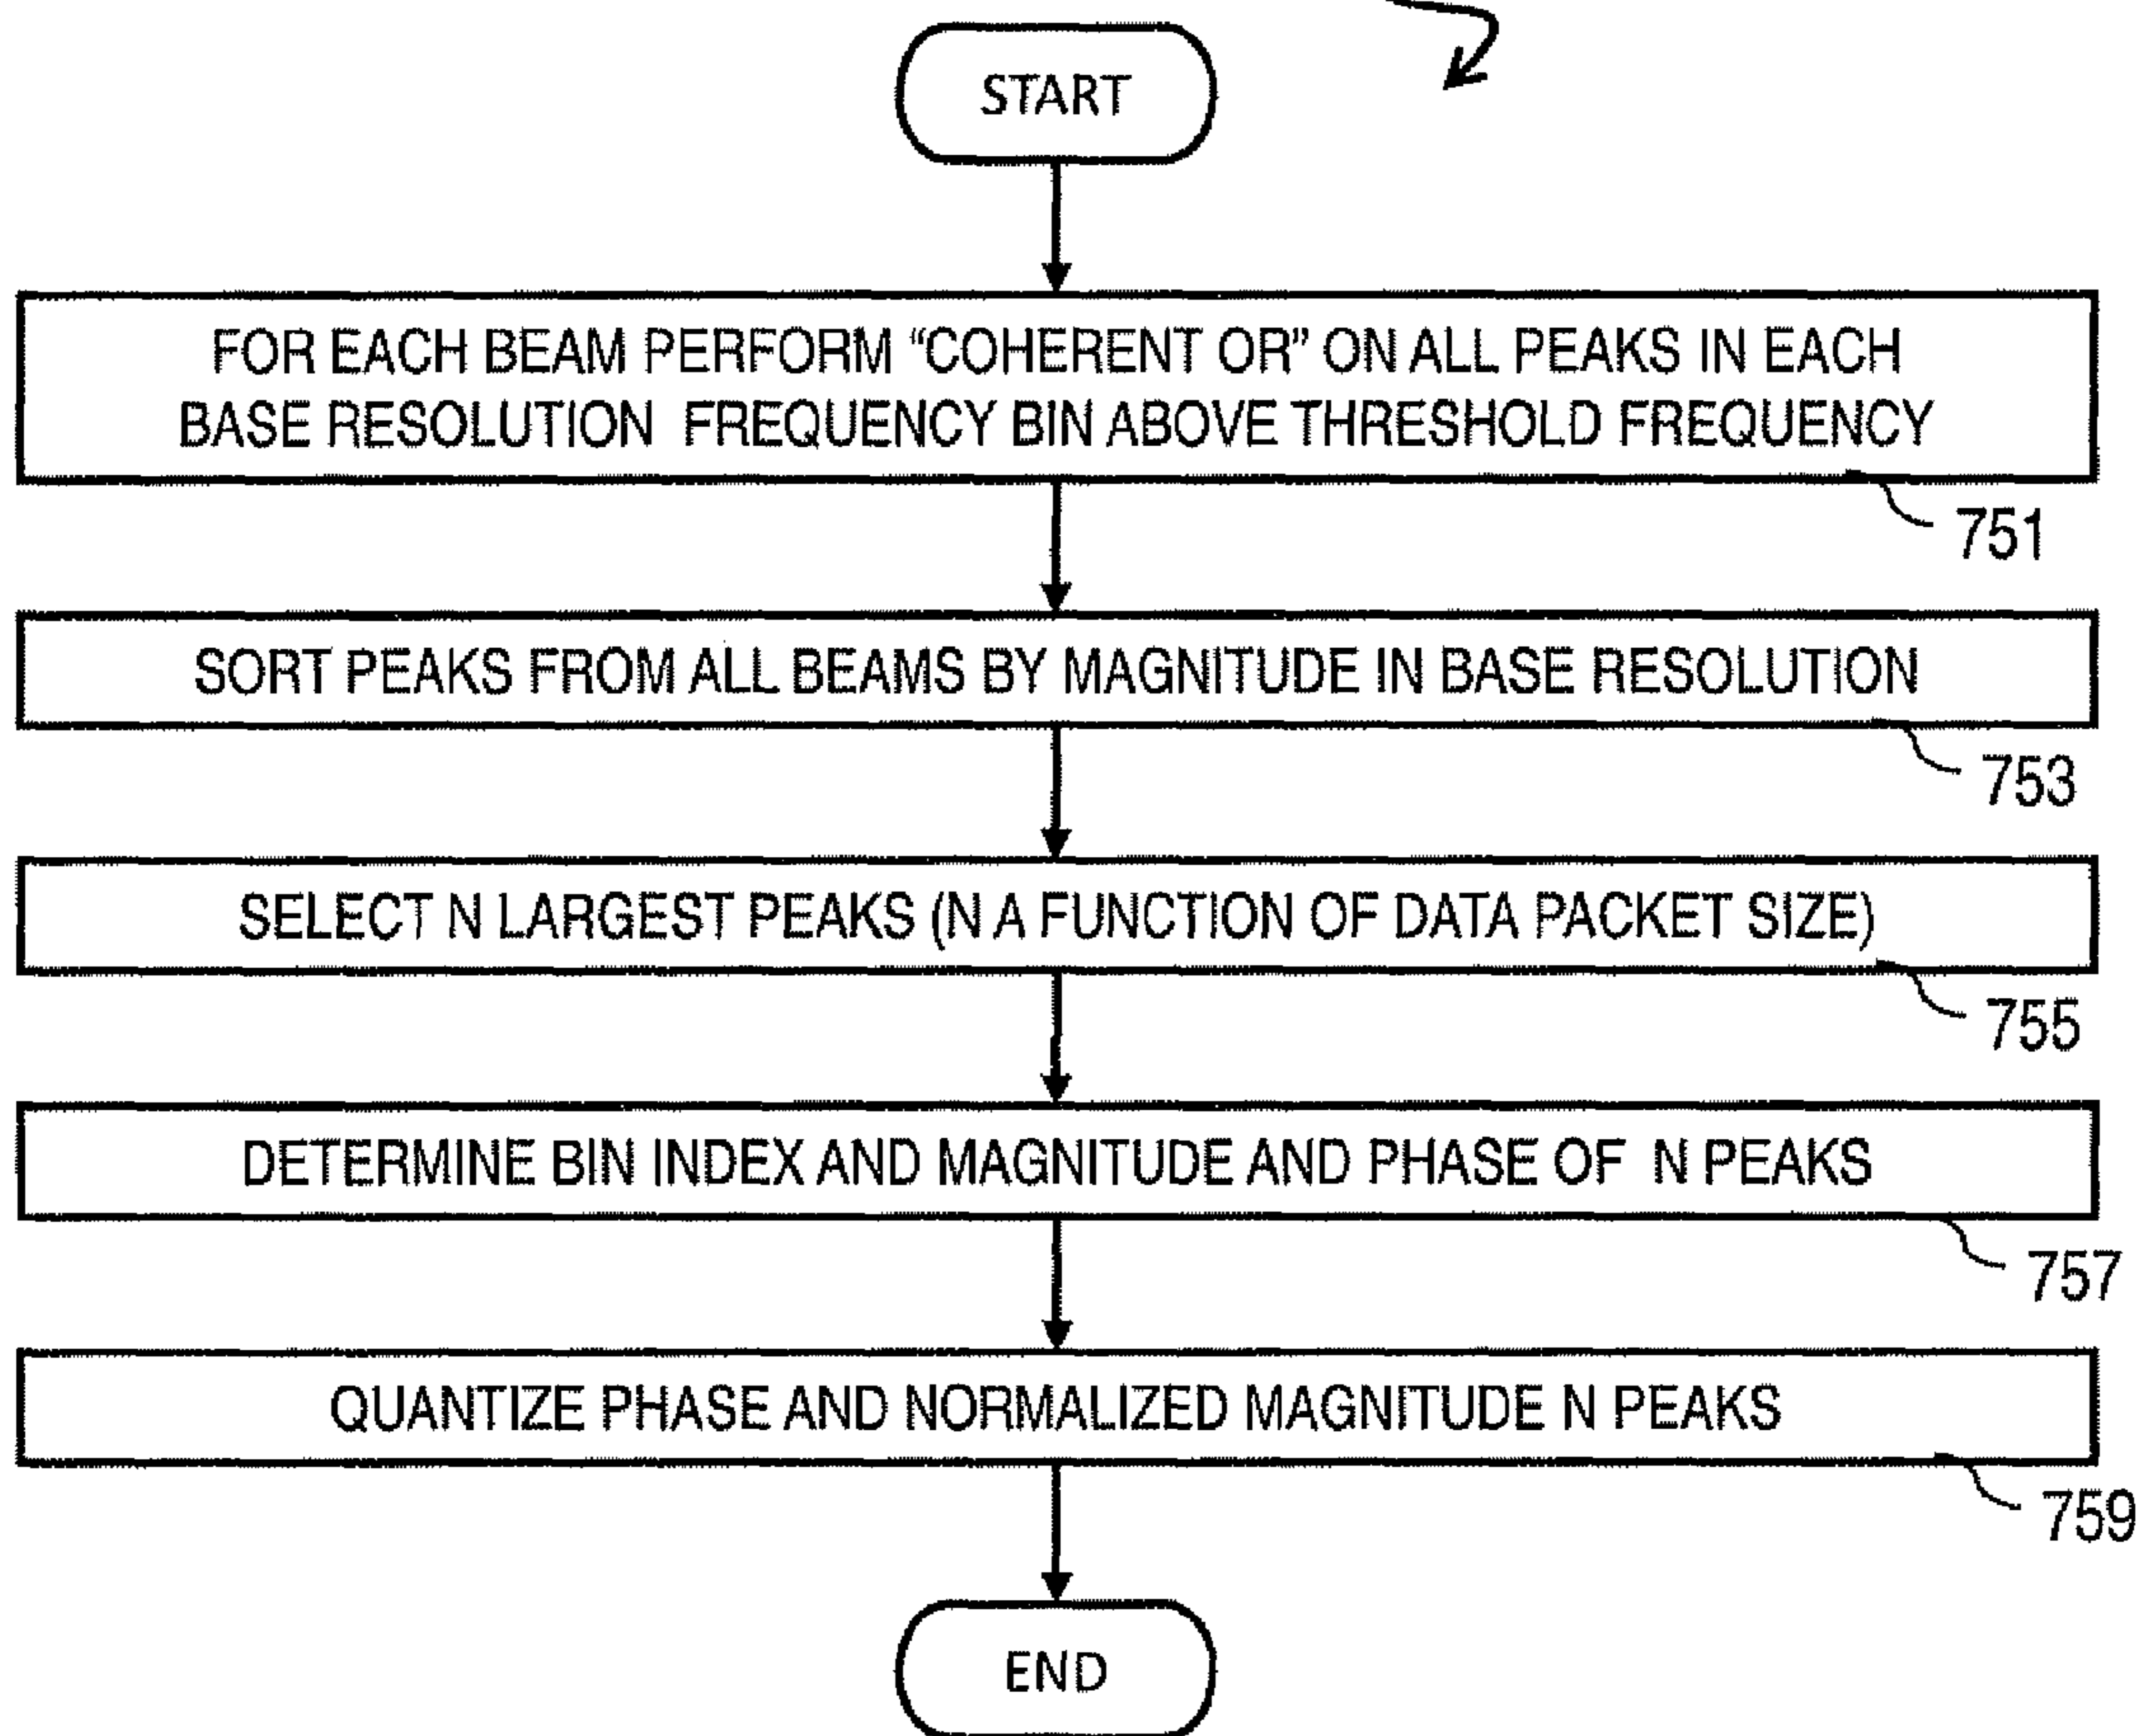 START
FOR EACH BEAM PERFORM “COHERENT OR” ON ALL PEAKS IN EACH
BASE RESOLUTION FREQUENCY BIN ABOVE THRESHOLD FREQUENCY
751
SORT PEAKS FROM ALL BEAMS BY MAGNITUDE IN BASE RESOLUTION
753
SELECT N LARGEST PEAKS (N A FUNCTION OF DATA PACKET SIZE)
755
DETERMINE BIN INDEX AND MAGNITUDE AND PHASE OF N PEAKS
757
QUANTIZE PHASE AND NORMALIZED MAGNITUDE N PEAKS
759
END